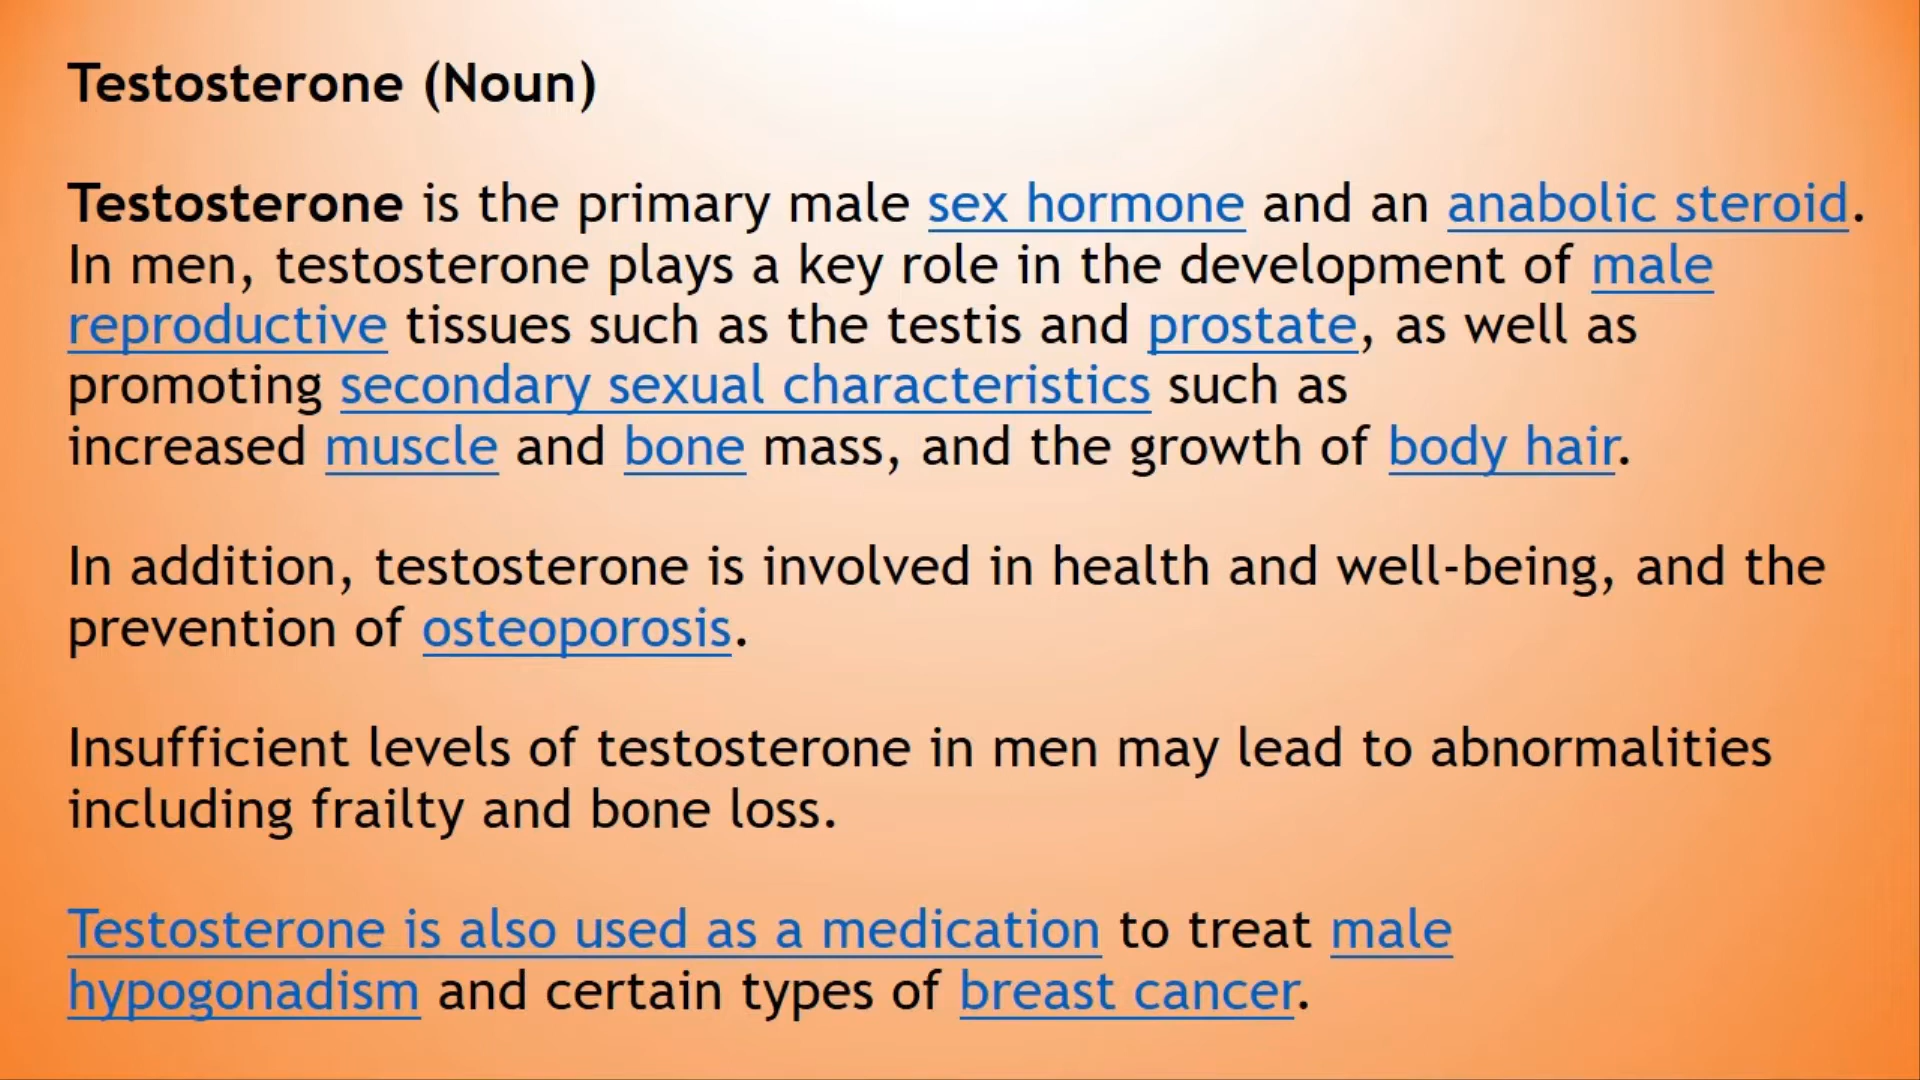 Testosterone (Noun)
Testosterone is the primary male sex hormone and an anabolic steroid.
In men, testosterone plays a key role in the development of male
reproductive tissues such as the testis and prostate, as well as
promoting secondary sexual characteristics such as
increased muscle and bone mass, and the growth of body hair.
In addition, testosterone is involved in health and well-being, and the
prevention of osteoporosis.
Insufficient levels of testosterone in men may lead to abnormalities
including frailty and bone loss.
Testosterone is also used as a medication to treat male
hypogonadism and certain types of breast cancer.